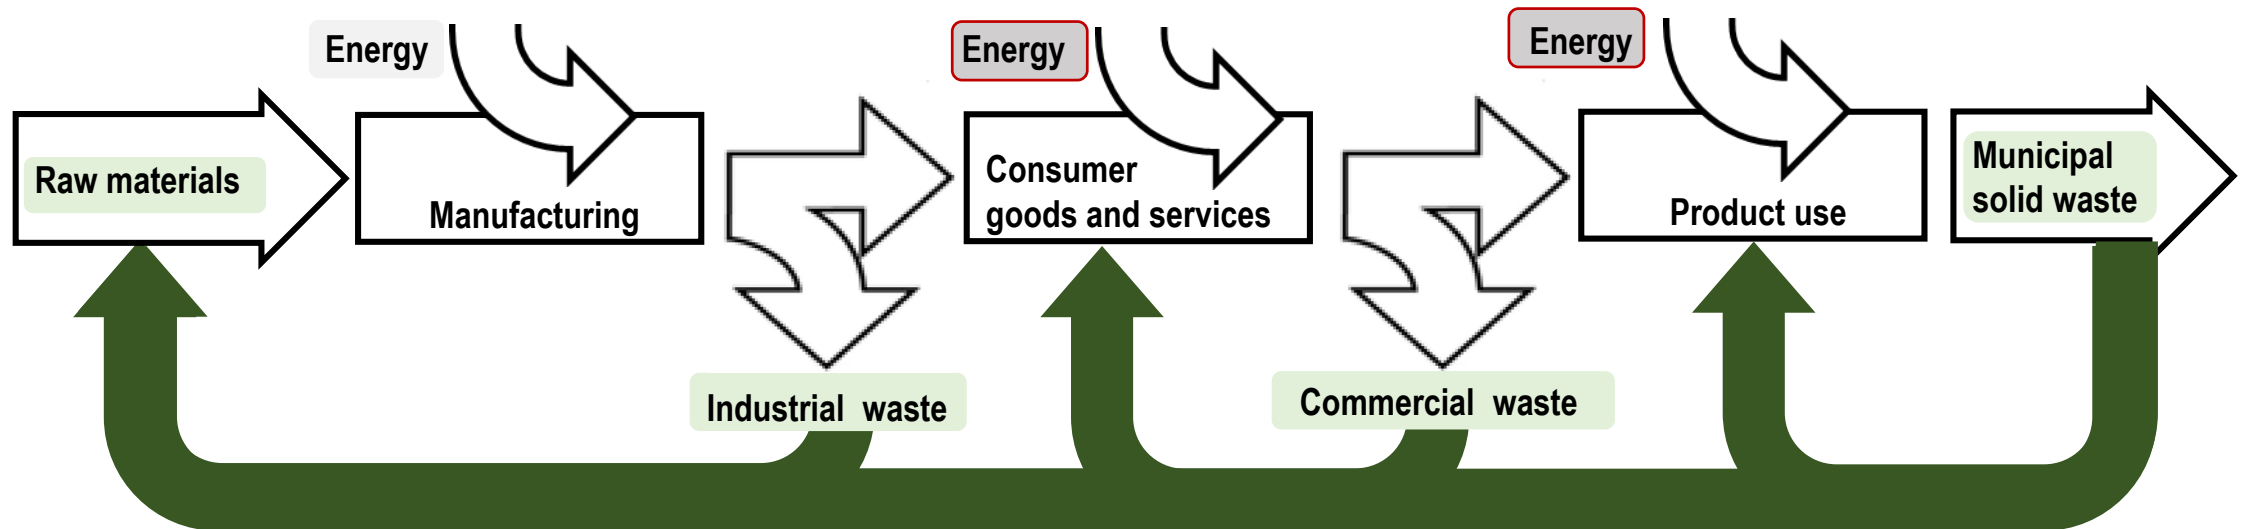 Energy
Energy
Energy
Raw materials
Manufacturing
Consumer
goods and services
Product use
Municipal
solid waste
Industrial waste
Commercial waste